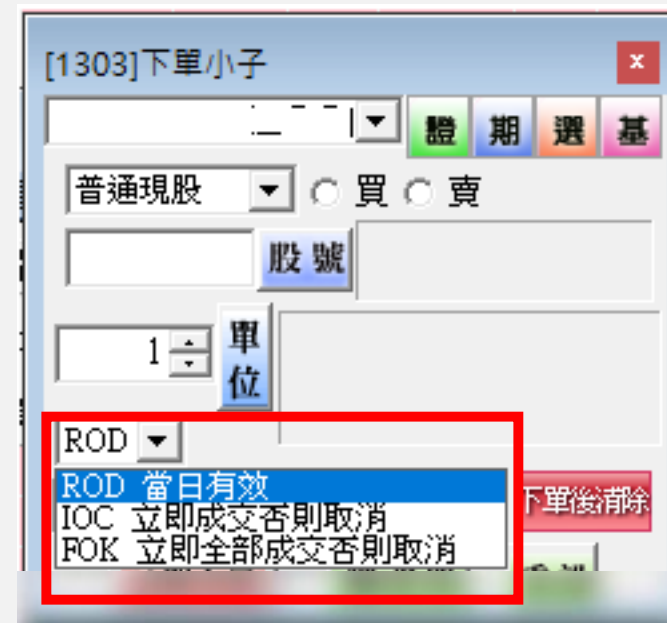 [1303]下單小子
x
證 期 選 基
普通現股 買 賣
股號
1 單位
ROD
ROD 當日有效
IOC 立即成交否則取消
FOK 立即全部成交否則取消
下單後清除